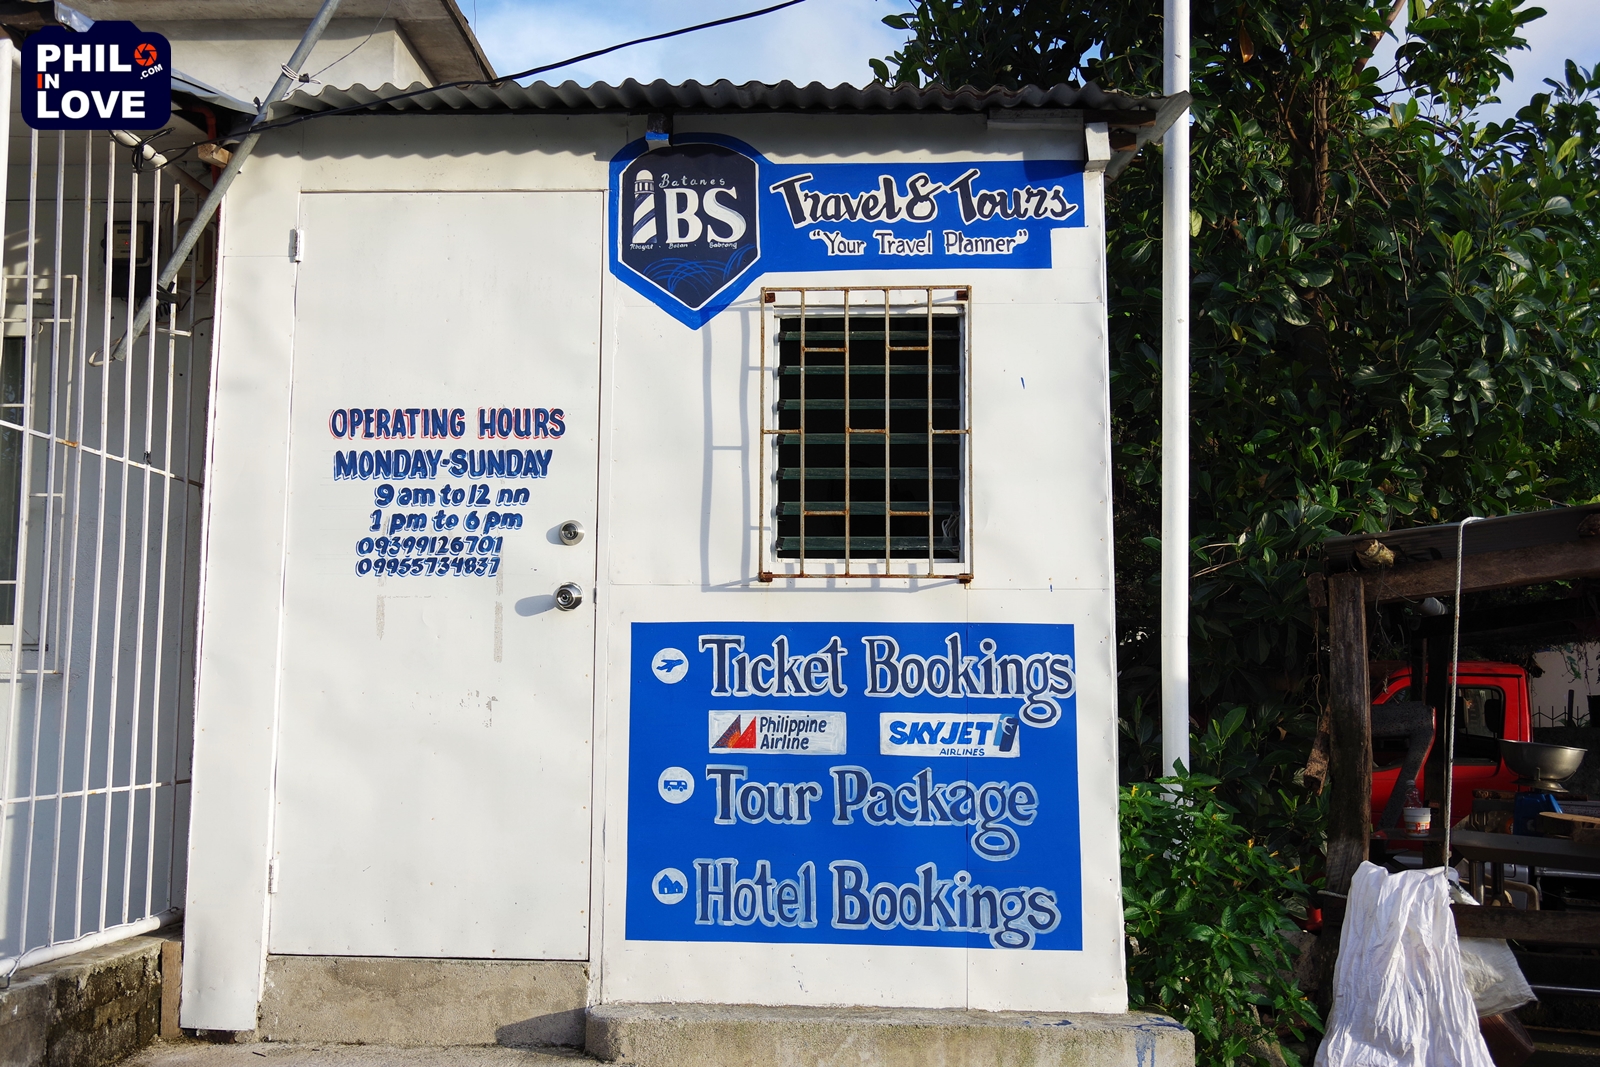 PHIL
IN
.COM
LOVE
Batanes
BS
Travel & Tours
"Your Travel Planner"
OPERATING HOURS
MONDAY-SUNDAY
9 am to 12 nn
1 pm to 6 pm
09399126701
09955734837
Ticket Bookings
Philippine
Airline
SKYJET
AIRLINES
Tour Package
Hotel Bookings